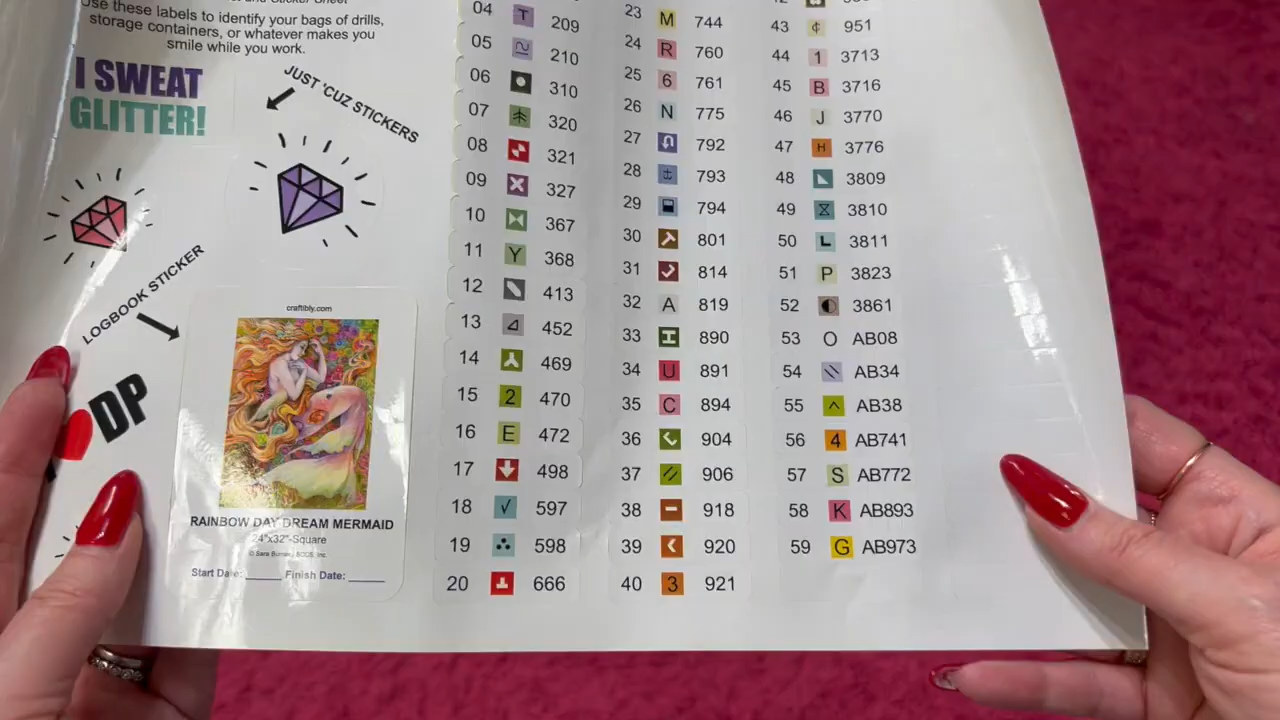 Use these labels to identify your bags of drills,
storage containers, or whatever makes you
smile while you work.
I SWEAT
GLITTER!
JUST 'CUZ STICKERS
LOGBOOK STICKER
DP
craftibly.com
RAINBOW DAY DREAM MERMAID
24"x32"-Square
Start Date: ______ Finish Date: ______
04 T 209
05 210
06 310
07 320
08 321
09 327
10 367
11 Y 368
12 413
13 452
14 469
15 2 470
16 E 472
17 498
18 √ 597
19 598
20 666
23 M 744
24 R 760
25 6 761
26 N 775
27 792
28 793
29 794
30 801
31 814
32 A 819
33 890
34 U 891
35 C 894
36 904
37 906
38 918
39 920
40 3 921
43 ¢ 951
44 1 3713
45 B 3716
46 J 3770
47 H 3776
48 3809
49 3810
50 L 3811
51 P 3823
52 3861
53 O AB08
54 AB34
55 ^ AB38
56 4 AB741
57 S AB772
58 K AB893
59 G AB973